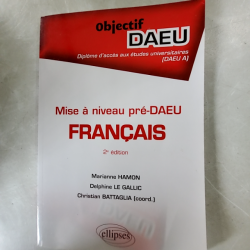 Objectif
DAEU
Diplôme d'accès aux études universitaires
(DAEU A)
Mise à niveau pré-DAEU
FRANÇAIS
2e édition
Marianne HAMON
Delphine LE GALLIC
Christian BATTAGLIA (coord.)
ellipses